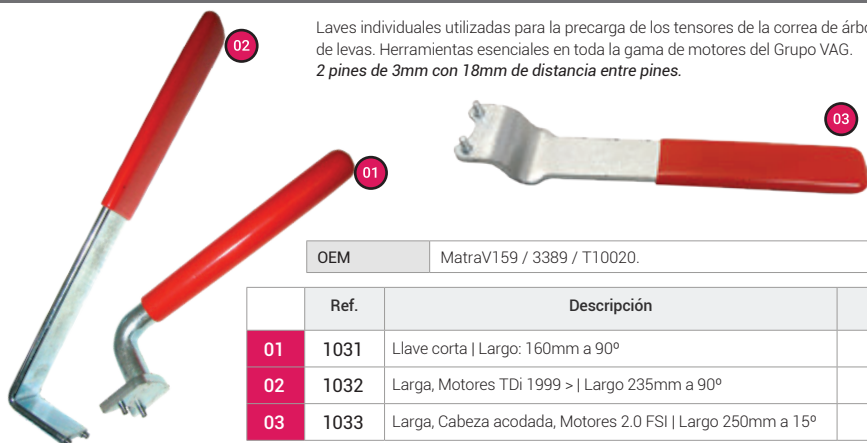 Laves individuales utilizadas para la precarga de los tensores de la correa de árbo
de levas. Herramientas esenciales en toda la gama de motores del Grupo VAG.
2 pines de 3mm con 18mm de distancia entre pines.
02
03
01
OEM MatraV159 / 3389 / T10020.
Ref. Descripción
01 1031 Llave corta | Largo: 160mm a 90º
02 1032 Larga, Motores TDi 1999 > | Largo 235mm a 90º
03 1033 Larga, Cabeza acodada, Motores 2.0 FSI | Largo 250mm a 15º